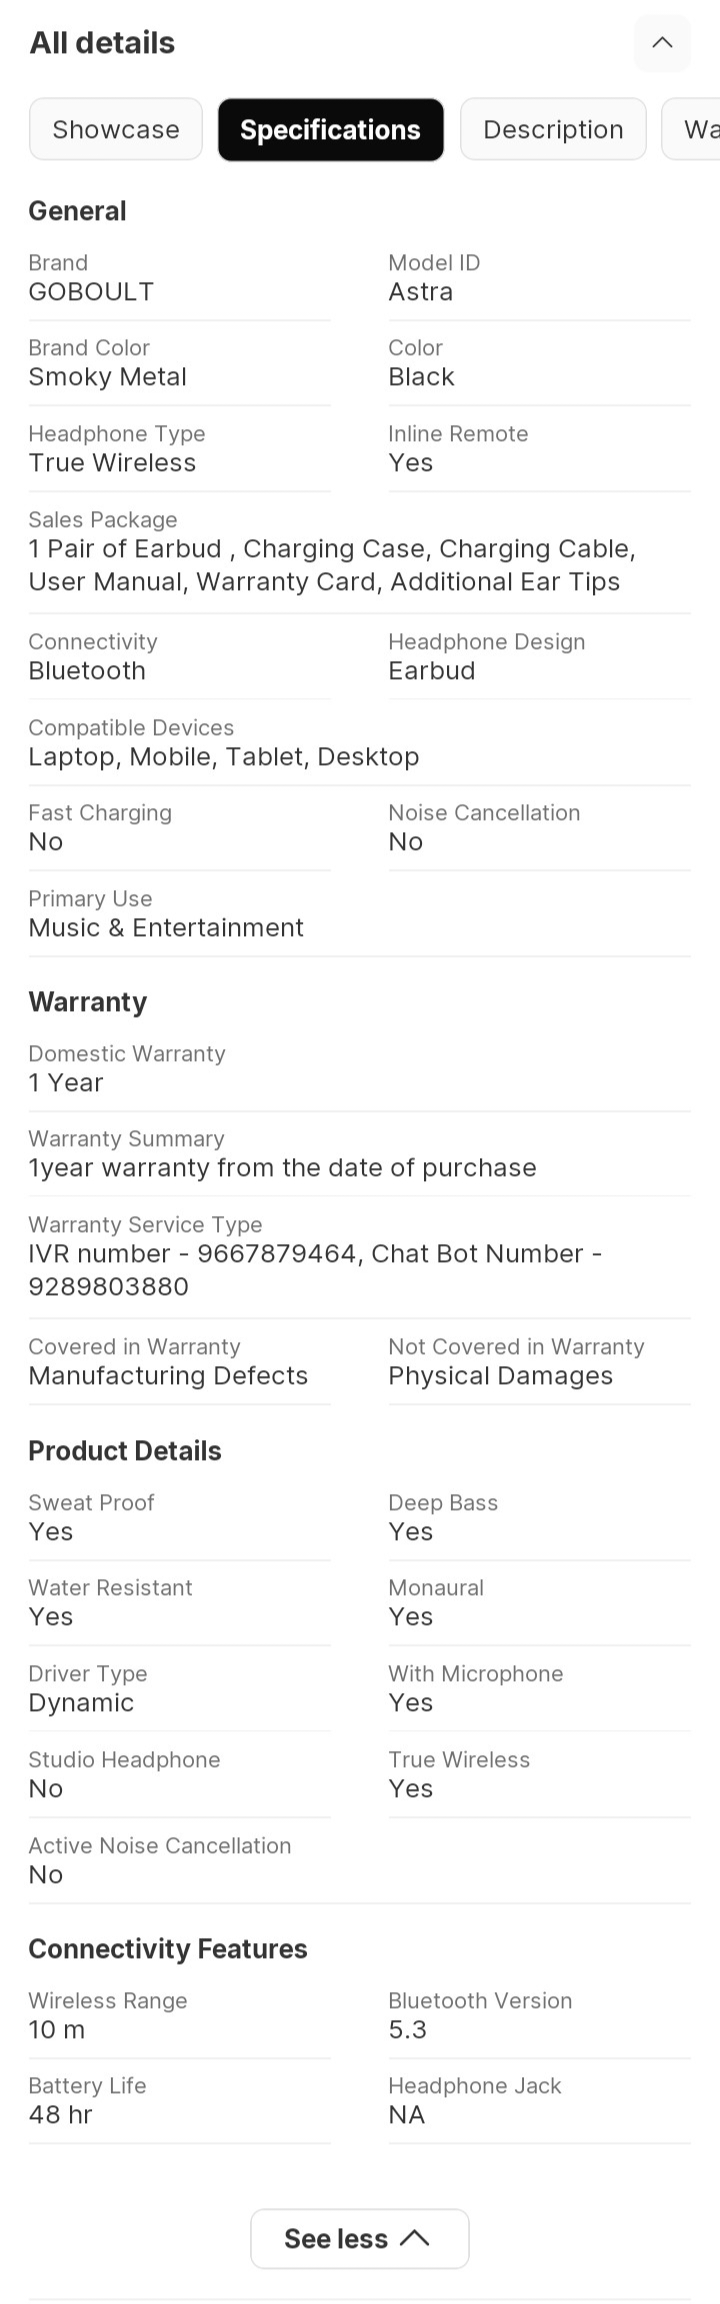 All details
Showcase
Specifications
Description
Wa
General
Brand
GOBOULT
Model ID
Astra
Brand Color
Smoky Metal
Color
Black
Headphone Type
True Wireless
Inline Remote
Yes
Sales Package
1 Pair of Earbud , Charging Case, Charging Cable,
User Manual, Warranty Card, Additional Ear Tips
Connectivity
Bluetooth
Headphone Design
Earbud
Compatible Devices
Laptop, Mobile, Tablet, Desktop
Fast Charging
No
Noise Cancellation
No
Primary Use
Music & Entertainment
Warranty
Domestic Warranty
1 Year
Warranty Summary
1year warranty from the date of purchase
Warranty Service Type
IVR number - 9667879464, Chat Bot Number -
9289803880
Covered in Warranty
Manufacturing Defects
Not Covered in Warranty
Physical Damages
Product Details
Sweat Proof
Yes
Deep Bass
Yes
Water Resistant
Yes
Monaural
Yes
Driver Type
Dynamic
With Microphone
Yes
Studio Headphone
No
True Wireless
Yes
Active Noise Cancellation
No
Connectivity Features
Wireless Range
10 m
Bluetooth Version
5.3
Battery Life
48 hr
Headphone Jack
NA
See less